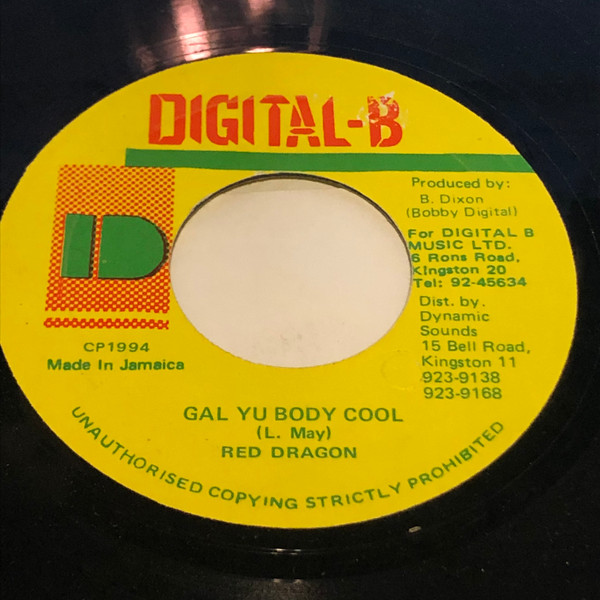 DIGITAL-B
D
Produced by:
B. Dixon
(Bobby Digital)
For DIGITAL B
MUSIC LTD.
6 Rons Road,
Kingston 20
Tel: 92-45634
Dist. by.
Dynamic
Sounds
15 Bell Road,
Kingston 11
923-9138
923-9168
CP1994
Made In Jamaica
GAL YU BODY COOL
(L. May)
RED DRAGON
UNAUTHORISED COPYING STRICTLY PROHIBITED